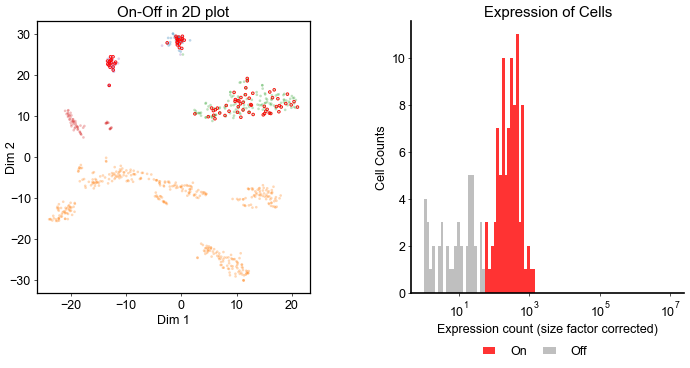 On-Off in 2D plot
30
20
10
0
−10
−20
−30
Dim 2
−20 −10 0 10 20
Dim 1
Expression of Cells
10
8
6
4
2
0
Cell Counts
10^1 10^3 10^5 10^7
Expression count (size factor corrected)
On Off